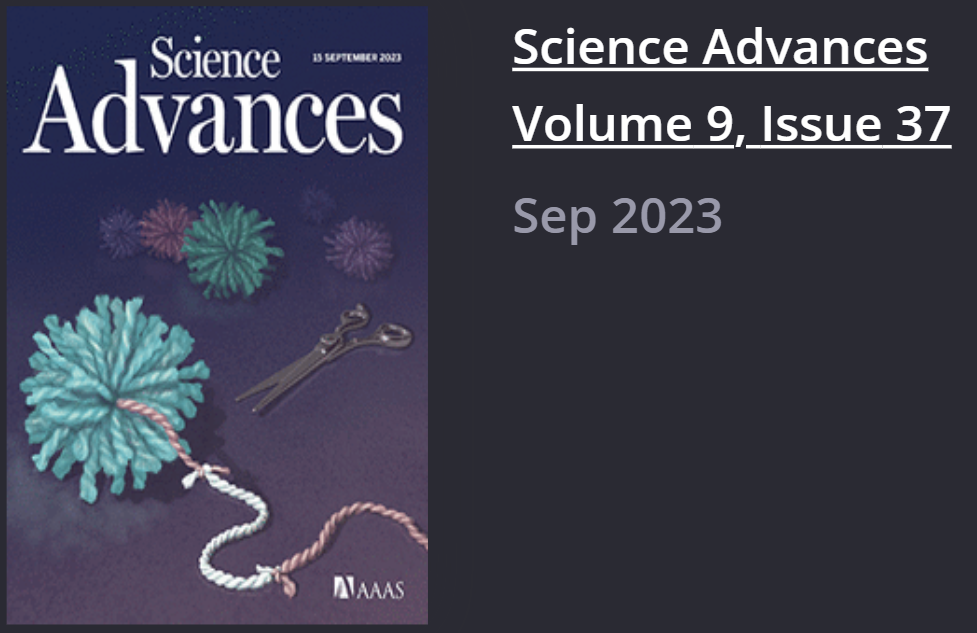 Science
15 SEPTEMBER 2023
Advances
AAAS
Science Advances
Volume 9, Issue 37
Sep 2023